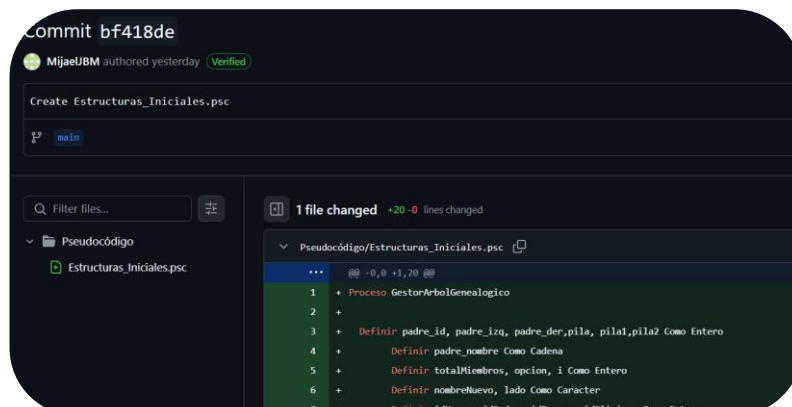 Commit bf418de
MijaelJBM authored yesterday Verified
Create Estructuras_Iniciales.psc
main
Filter files...
Pseudocódigo
Estructuras_Iniciales.psc
1 file changed +20 -0 lines changed
Pseudocódigo/Estructuras_Iniciales.psc
... @@ -0,0 +1,20 @@
1 + Proceso GestorArbolGenealogico
2 +
3 + Definir padre_id, padre_izq, padre_der,pila, pila1,pila2 Como Entero
4 + Definir padre_nombre Como Cadena
5 + Definir totalMiembros, opcion, i Como Entero
6 + Definir nombreNuevo, lado Como Caracter